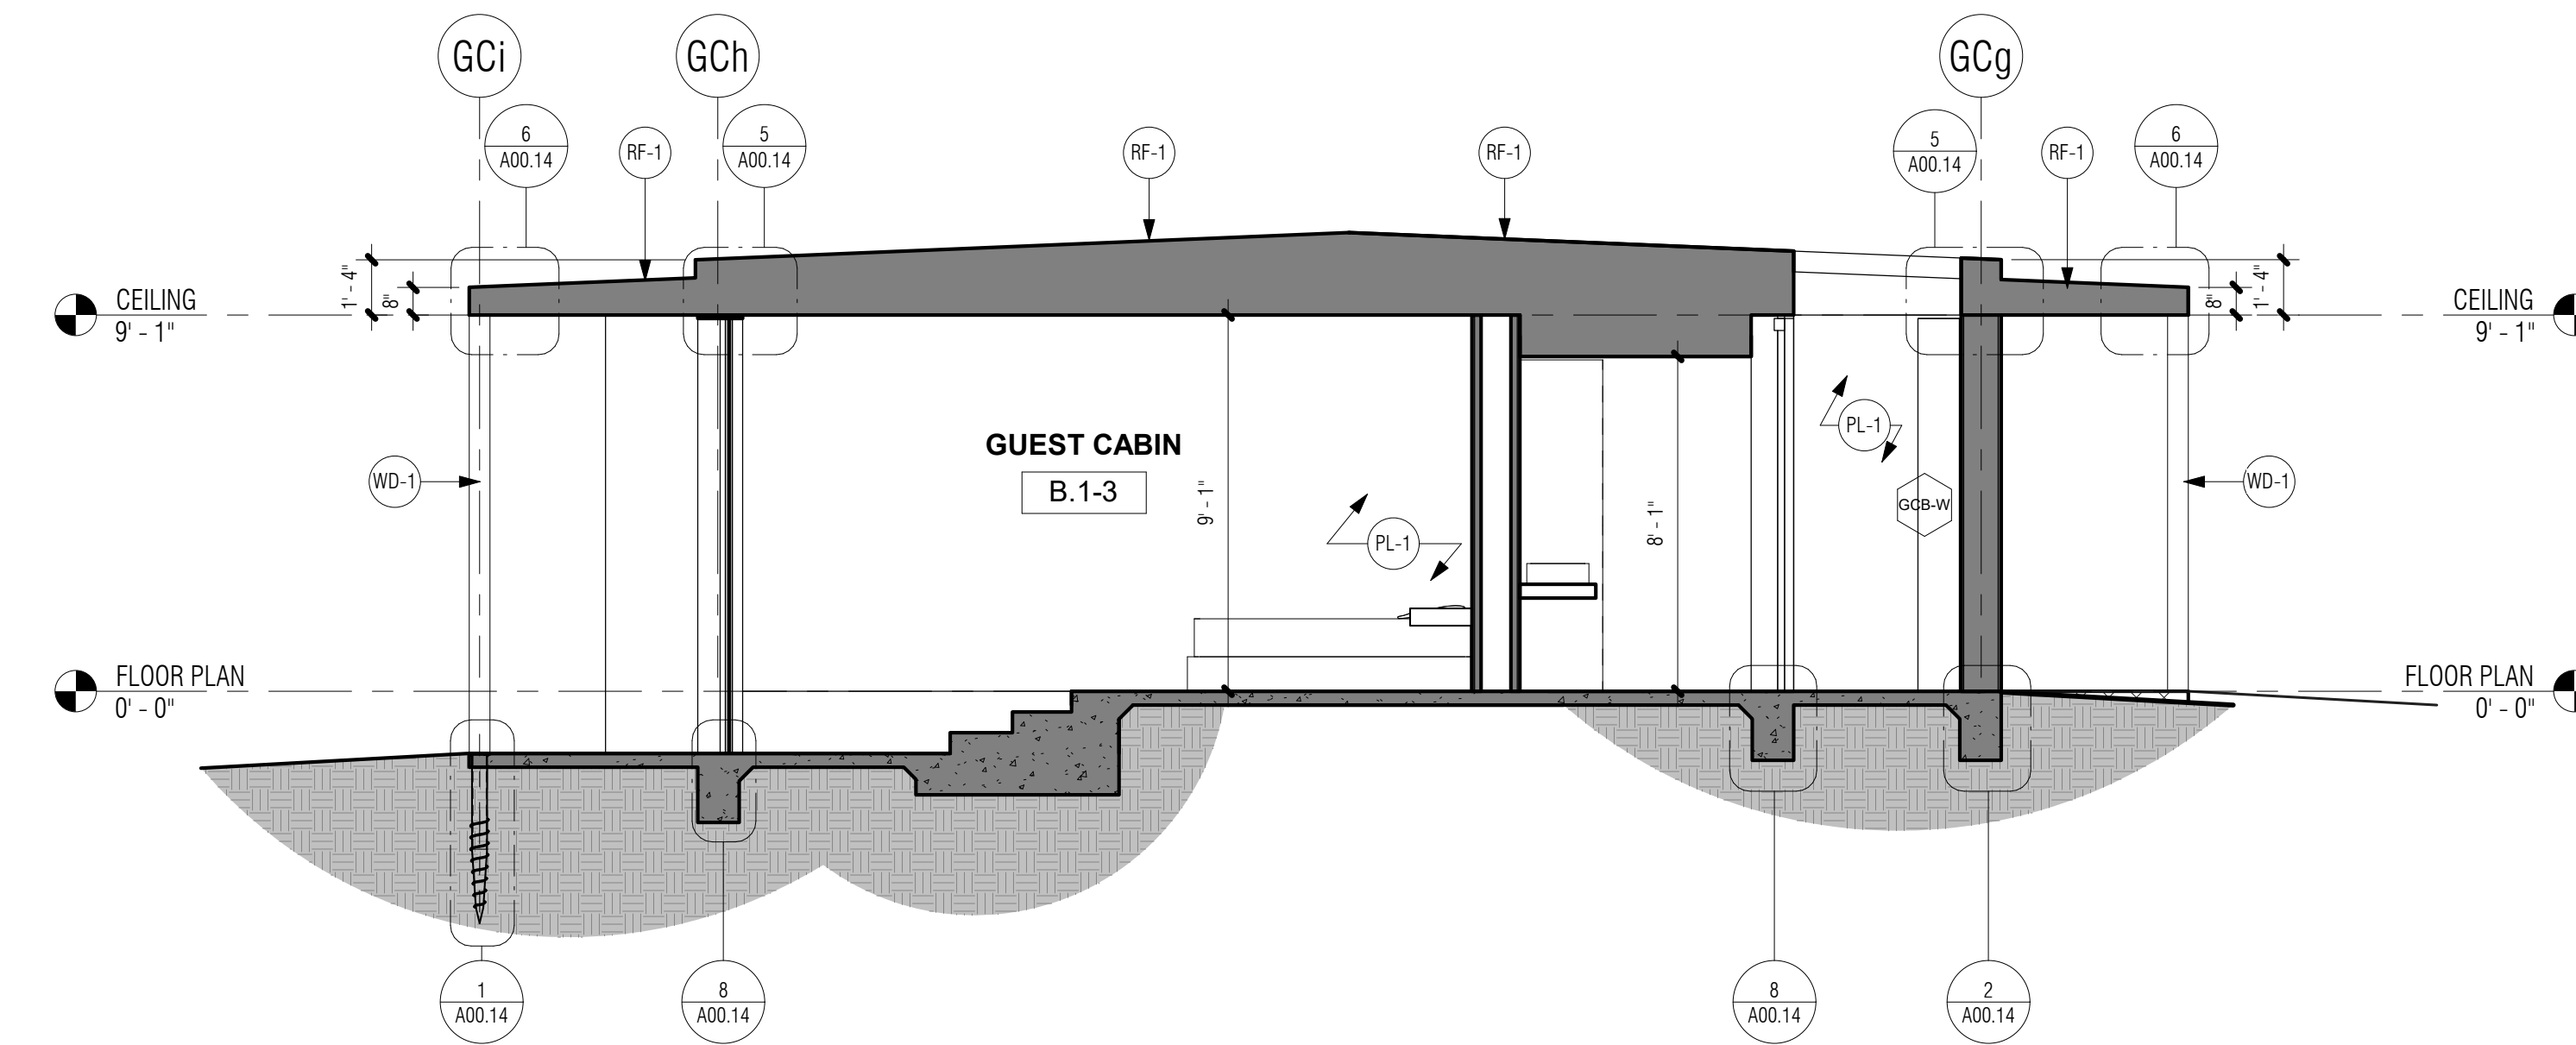 GCi
GCh
GCg
6
A00.14
RF-1
5
A00.14
RF-1
RF-1
5
A00.14
RF-1
6
A00.14
1' - 4"
8"
8"
1' - 4"
CEILING
9' - 1"
CEILING
9' - 1"
WD-1
GUEST CABIN
B.1-3
9' - 1"
PL-1
8' - 1"
PL-1
GCB-W
WD-1
FLOOR PLAN
0' - 0"
FLOOR PLAN
0' - 0"
1
A00.14
8
A00.14
8
A00.14
2
A00.14